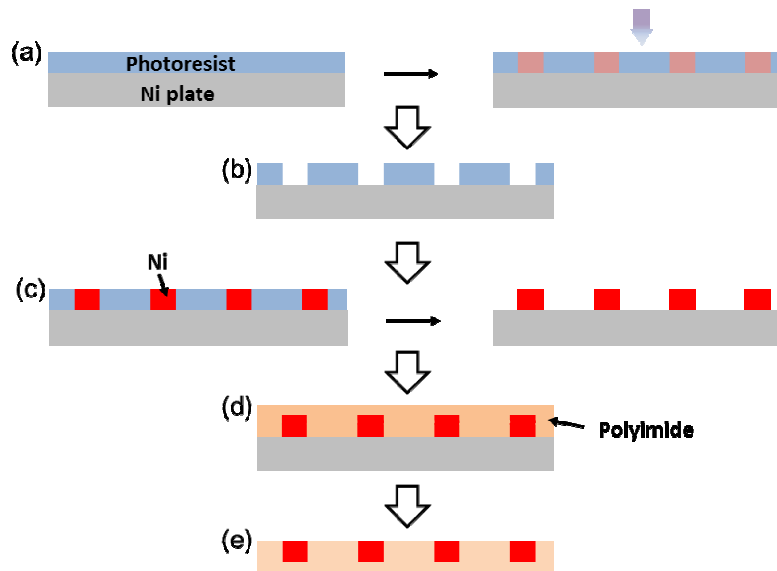 (a)
Photoresist
Ni plate
(b)
Ni
(c)
(d)
Polyimide
(e)